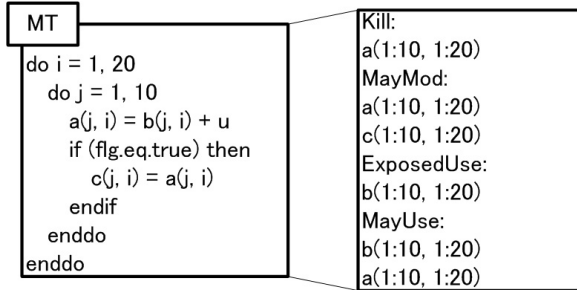 MT
do i = 1, 20
do j = 1, 10
a(j, i) = b(j, i) + u
if (flg.eq.true) then
c(j, i) = a(j, i)
endif
enddo
enddo
Kill:
a(1:10, 1:20)
MayMod:
a(1:10, 1:20)
c(1:10, 1:20)
ExposedUse:
b(1:10, 1:20)
MayUse:
b(1:10, 1:20)
a(1:10, 1:20)